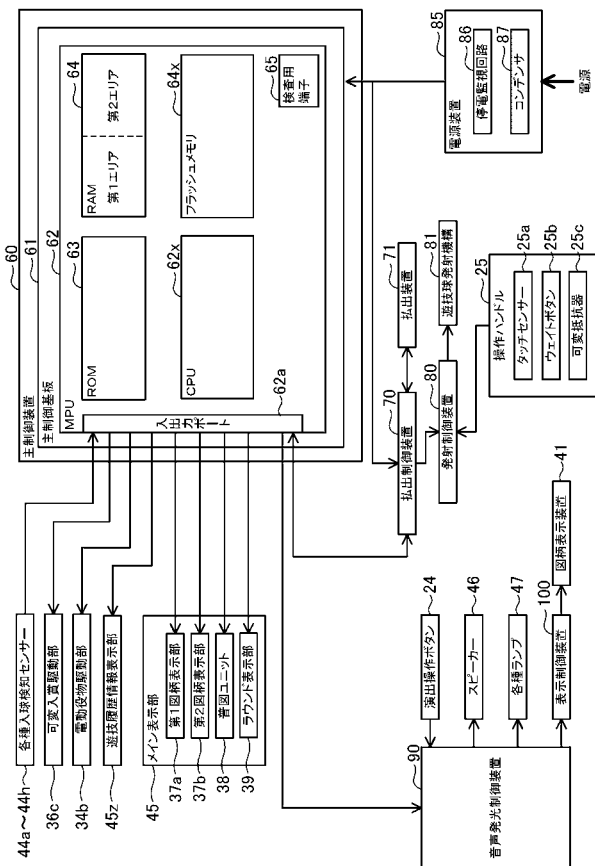 60
主制御装置
61
主制御基板
62
MPU
63
ROM
64
RAM
第1エリア
第2エリア
62x
CPU
64x
フラッシュメモリ
65
検査用
端子
入出力ポート
62a
44a～44h
各種入球検知センサー
36c
可変入賞駆動部
34b
電動役物駆動部
45z
遊技履歴情報表示部
45
メイン表示部
37a
第1図柄表示部
37b
第2図柄表示部
38
普図ユニット
39
ラウンド表示部
85
電源装置
86
停電監視回路
87
コンデンサ
電源
70
払出制御装置
71
払出装置
80
発射制御装置
81
遊技球発射機構
25
操作ハンドル
25a
タッチセンサー
25b
ウェイトボタン
25c
可変抵抗器
90
音声発光制御装置
24
演出操作ボタン
46
スピーカー
47
各種ランプ
100
表示制御装置
41
図柄表示装置